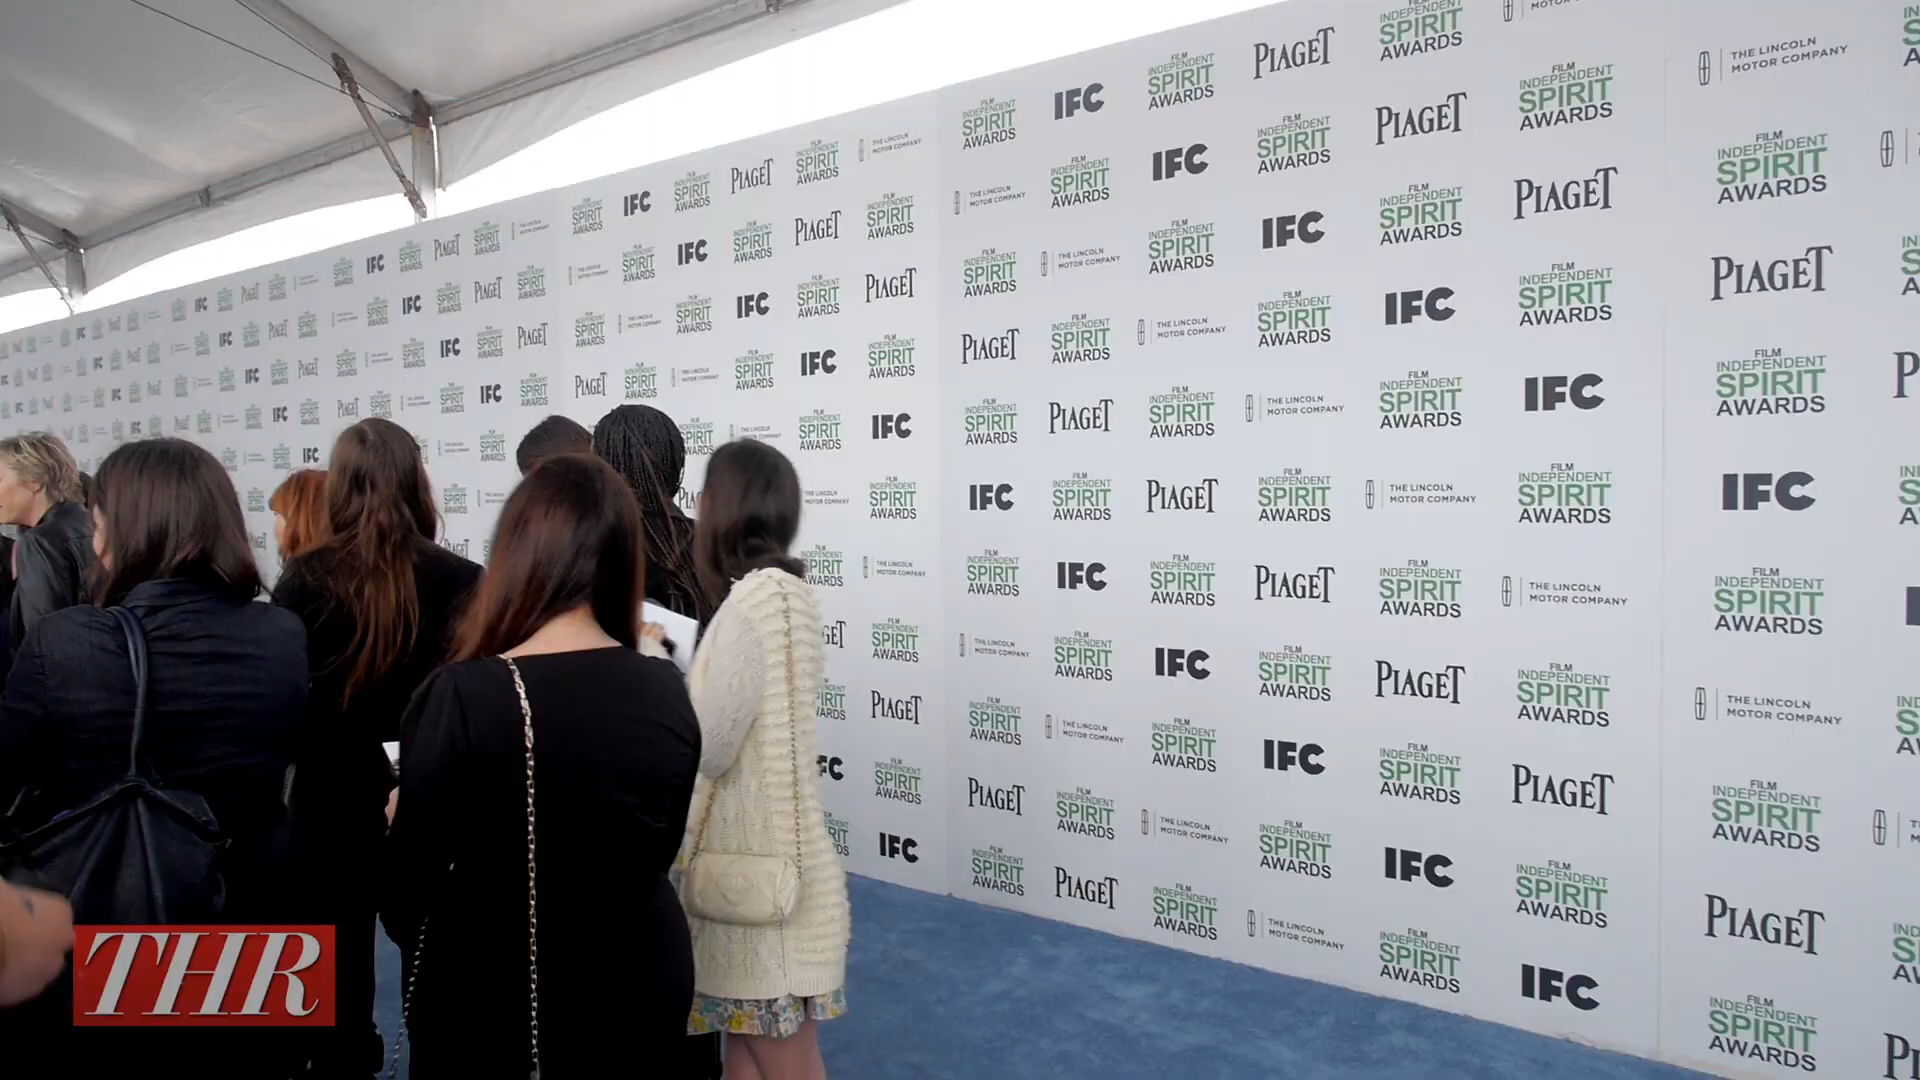 FILM
INDEPENDENT
SPIRIT
AWARDS
IFC
PIAGET
THE LINCOLN
MOTOR COMPANY
THR